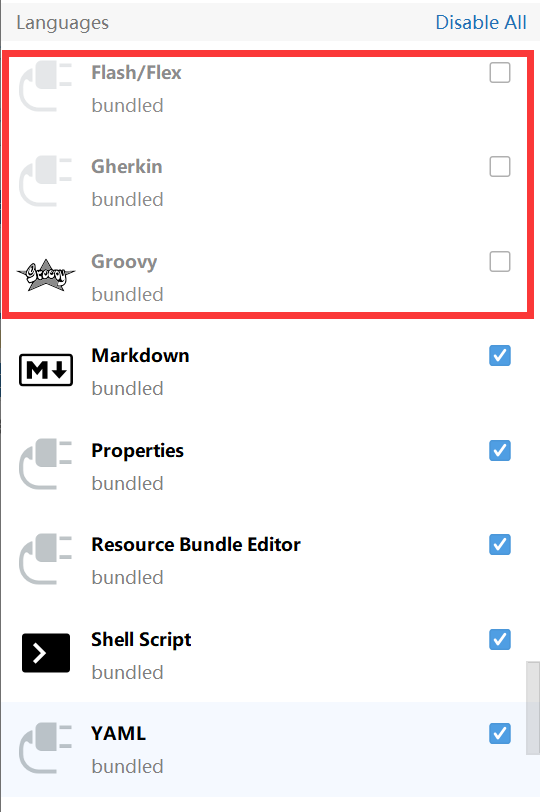 Languages Disable All
Flash/Flex
bundled
Gherkin
bundled
Groovy
Groovy
bundled
M
Markdown
bundled
Properties
bundled
Resource Bundle Editor
bundled
Shell Script
bundled
YAML
bundled